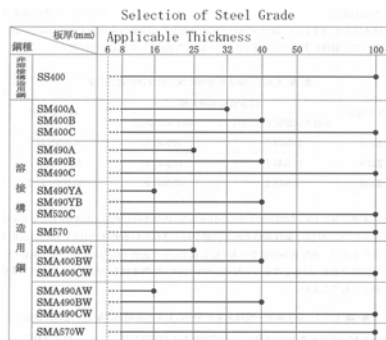 Selection of Steel Grade
板厚(mm)
鋼種
Applicable Thickness
6 8 16 25 32 40 50 100
非溶接構造用鋼
SS400
溶接構造用鋼
SM400A
SM400B
SM400C
SM490A
SM490B
SM490C
SM490YA
SM490YB
SM520C
SM570
SMA400AW
SMA400BW
SMA400CW
SMA490AW
SMA490BW
SMA490CW
SMA570W